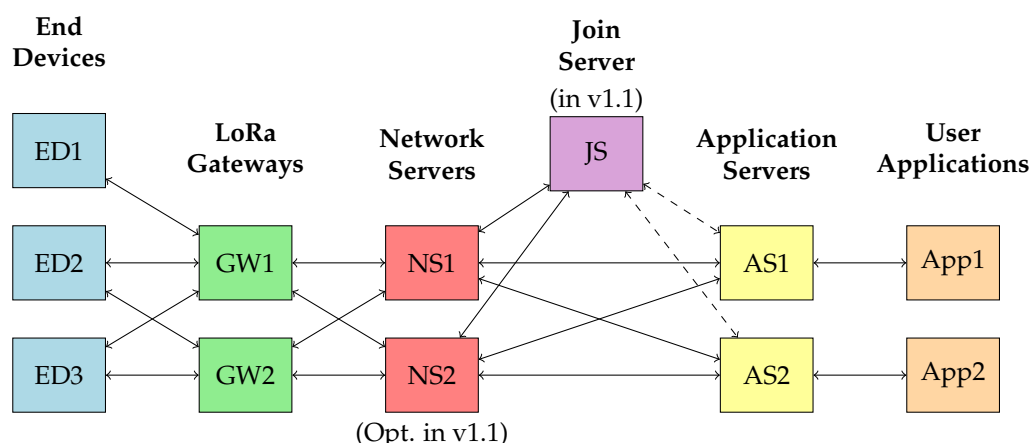 End
Devices
Join
Server
(in v1.1)
LoRa
Gateways
Network
Servers
Application
Servers
User
Applications
ED1
JS
ED2
GW1
NS1
AS1
App1
ED3
GW2
NS2
AS2
App2
(Opt. in v1.1)